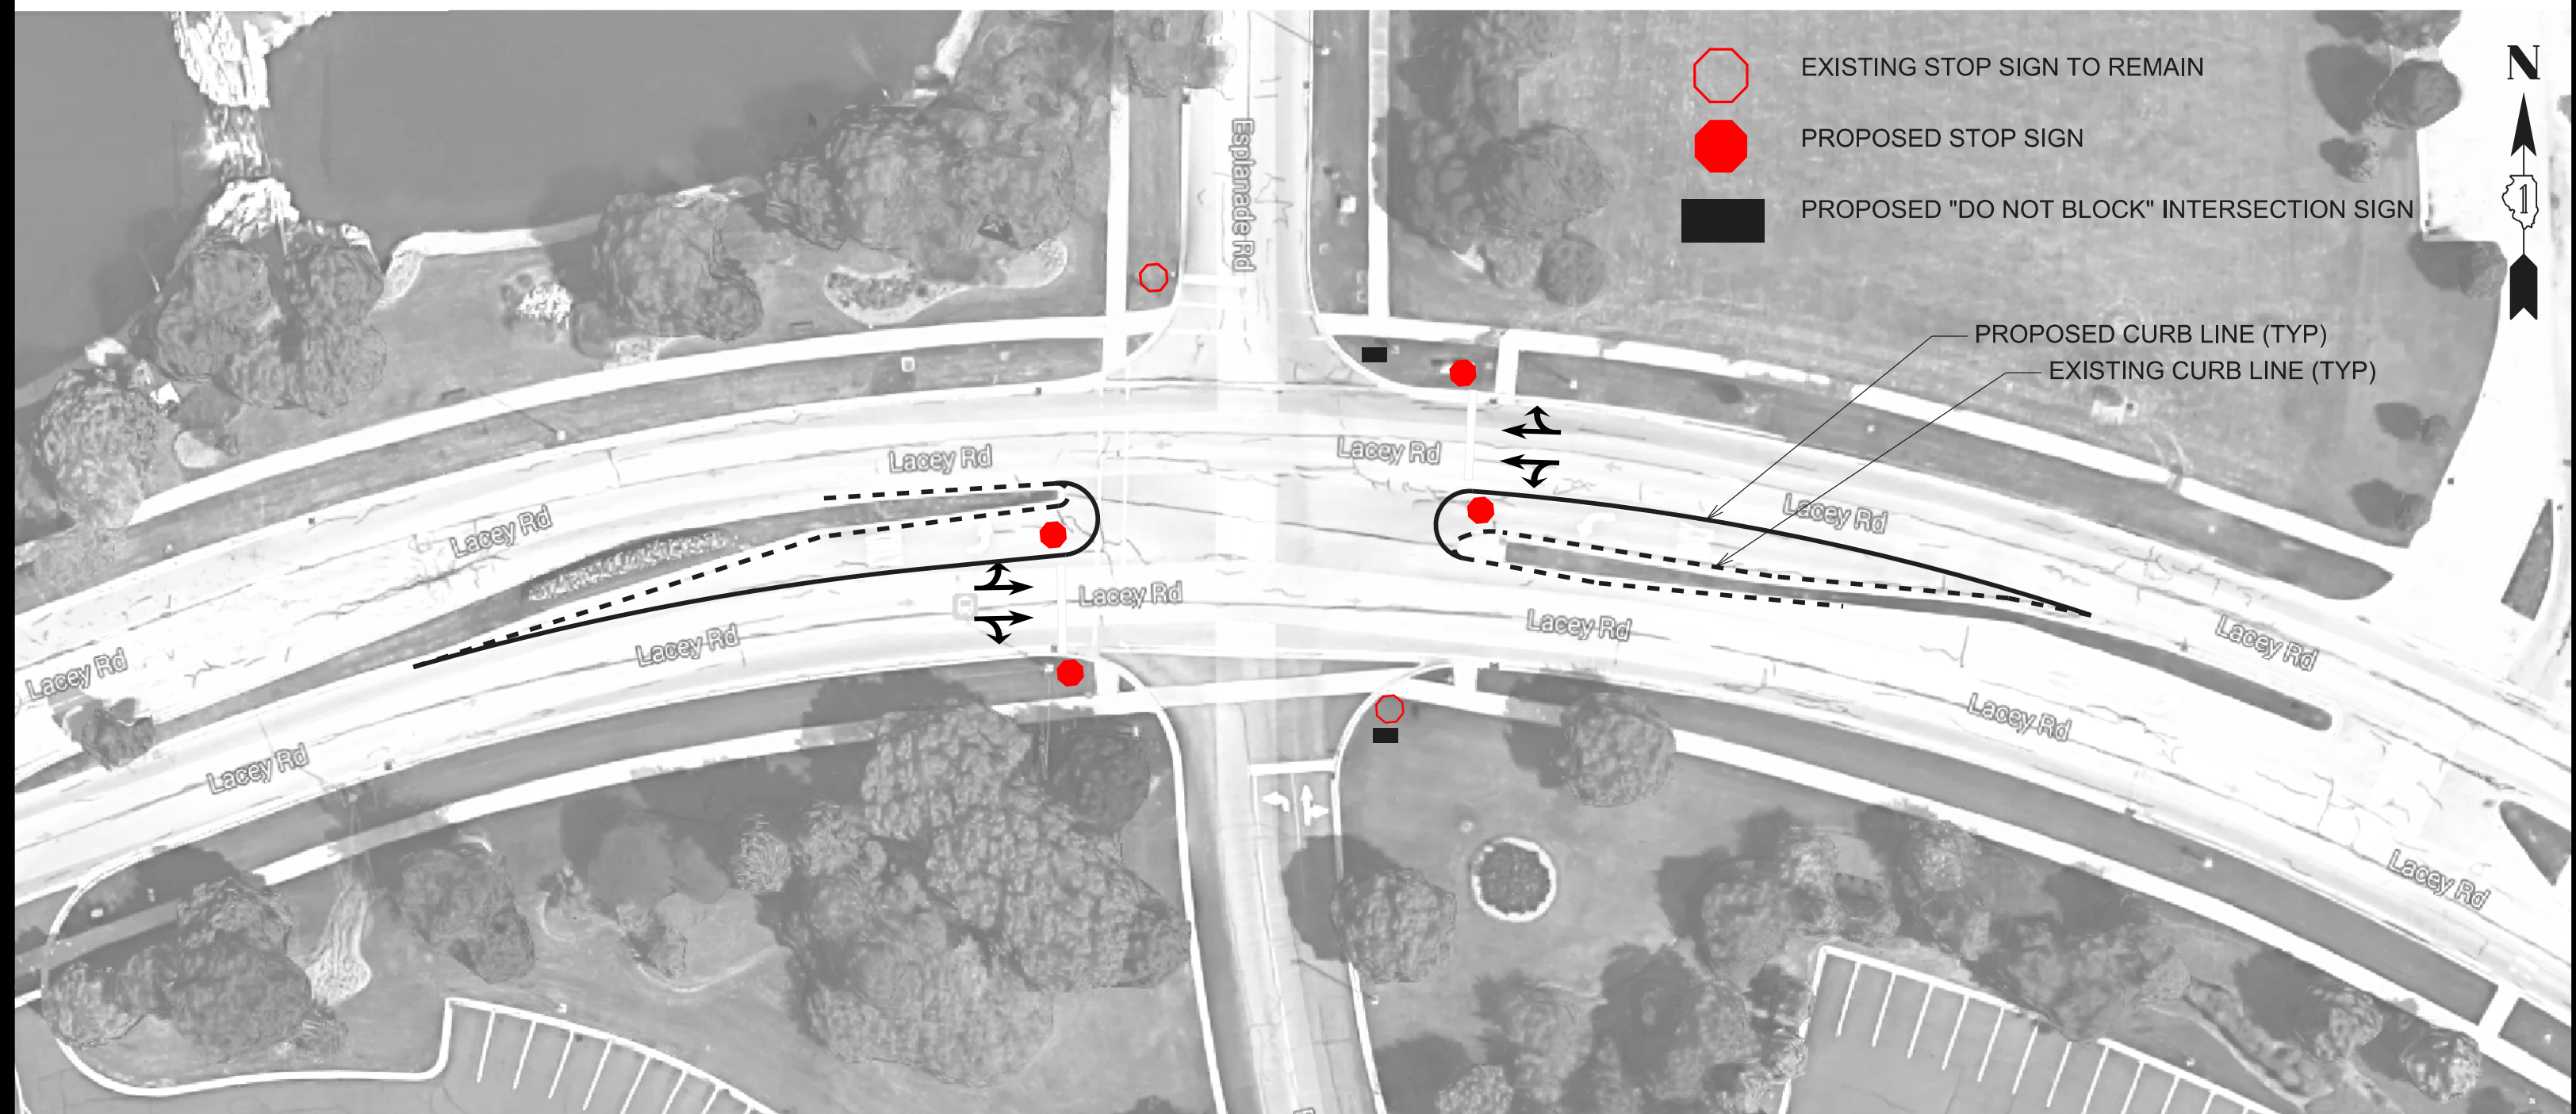 N
EXISTING STOP SIGN TO REMAIN
PROPOSED STOP SIGN
PROPOSED "DO NOT BLOCK" INTERSECTION SIGN
1
Esplanade Rd
PROPOSED CURB LINE (TYP)
EXISTING CURB LINE (TYP)
Lacey Rd
Lacey Rd
Lacey Rd
Lacey Rd
Lacey Rd
Lacey Rd
Lacey Rd
Lacey Rd
Lacey Rd
Lacey Rd
Lacey Rd
Lacey Rd